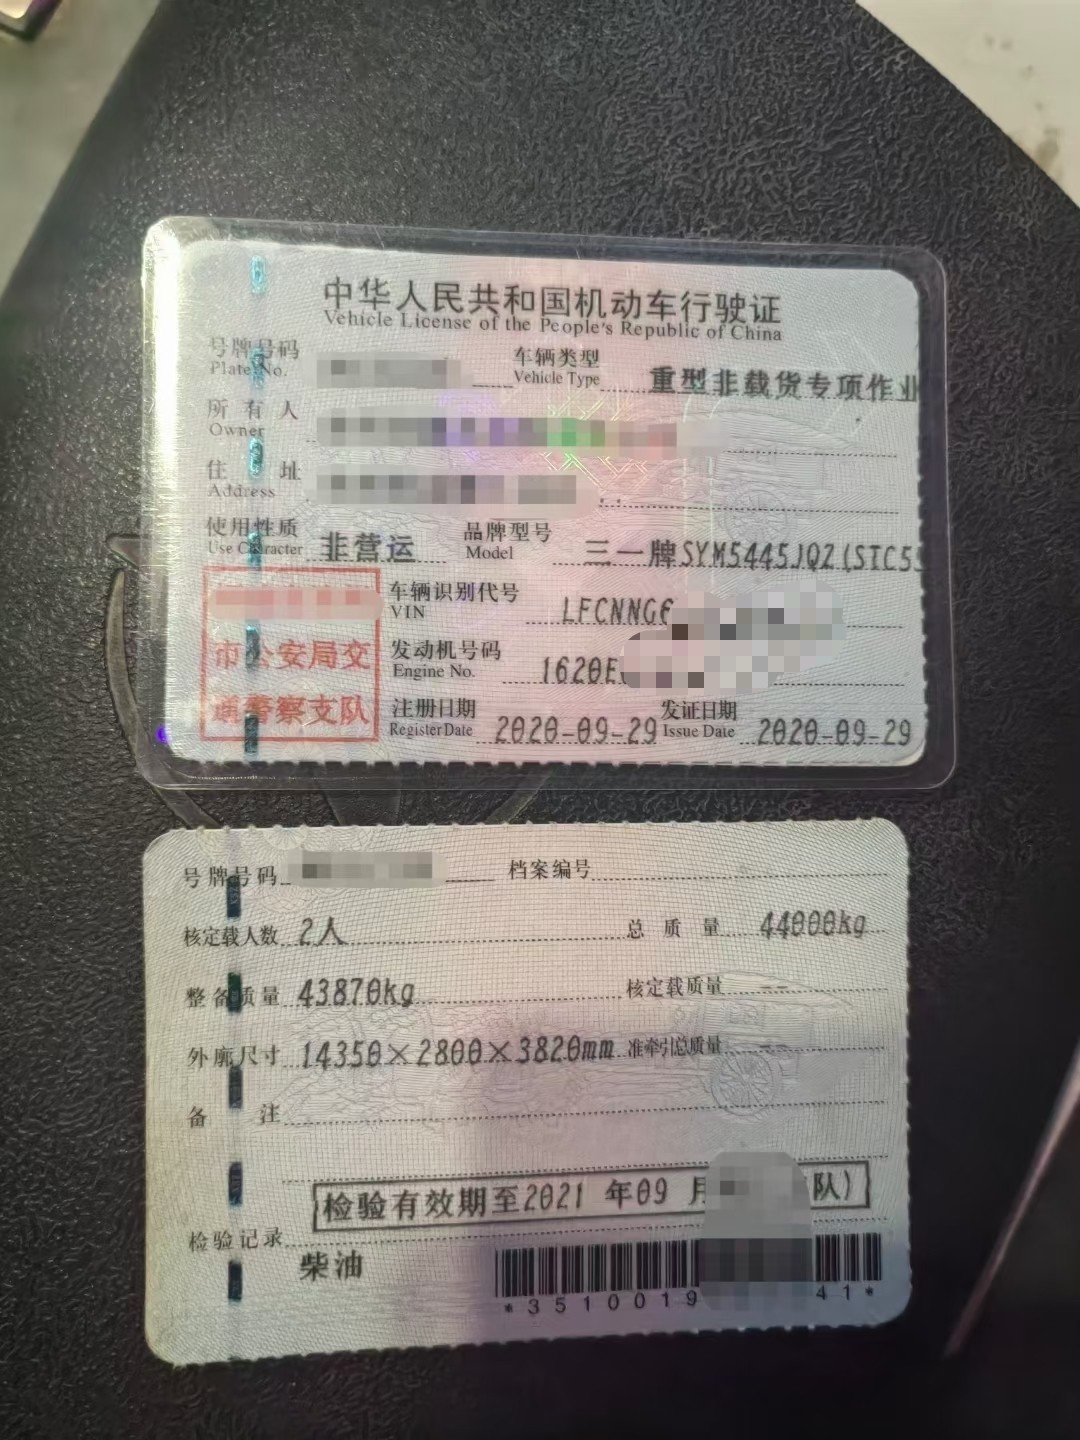 中华人民共和国机动车行驶证
Vehicle License of the People's Republic of China
号牌号码 车辆类型 重型非载货专项作业
Plate No. Vehicle Type
所有人
Owner
住址
Address
使用性质 非营运 品牌型号 三一牌SYM5445JQZ(STC5
Use Character Model
车辆识别代号 LFCNNG6
VIN
市公安局交 发动机号码 1620E
Engine No.
通警察支队 注册日期 2020-09-29 发证日期 2020-09-29
Register Date Issue Date
号牌号码 档案编号
核定载人数 2人 总质量 44000kg
整备质量 43870kg 核定载质量 --
外廓尺寸 14350×2800×3820mm 准牵引总质量 --
备注
检验有效期至2021 年09 月 队)
检验记录
柴油
*3510019 41*